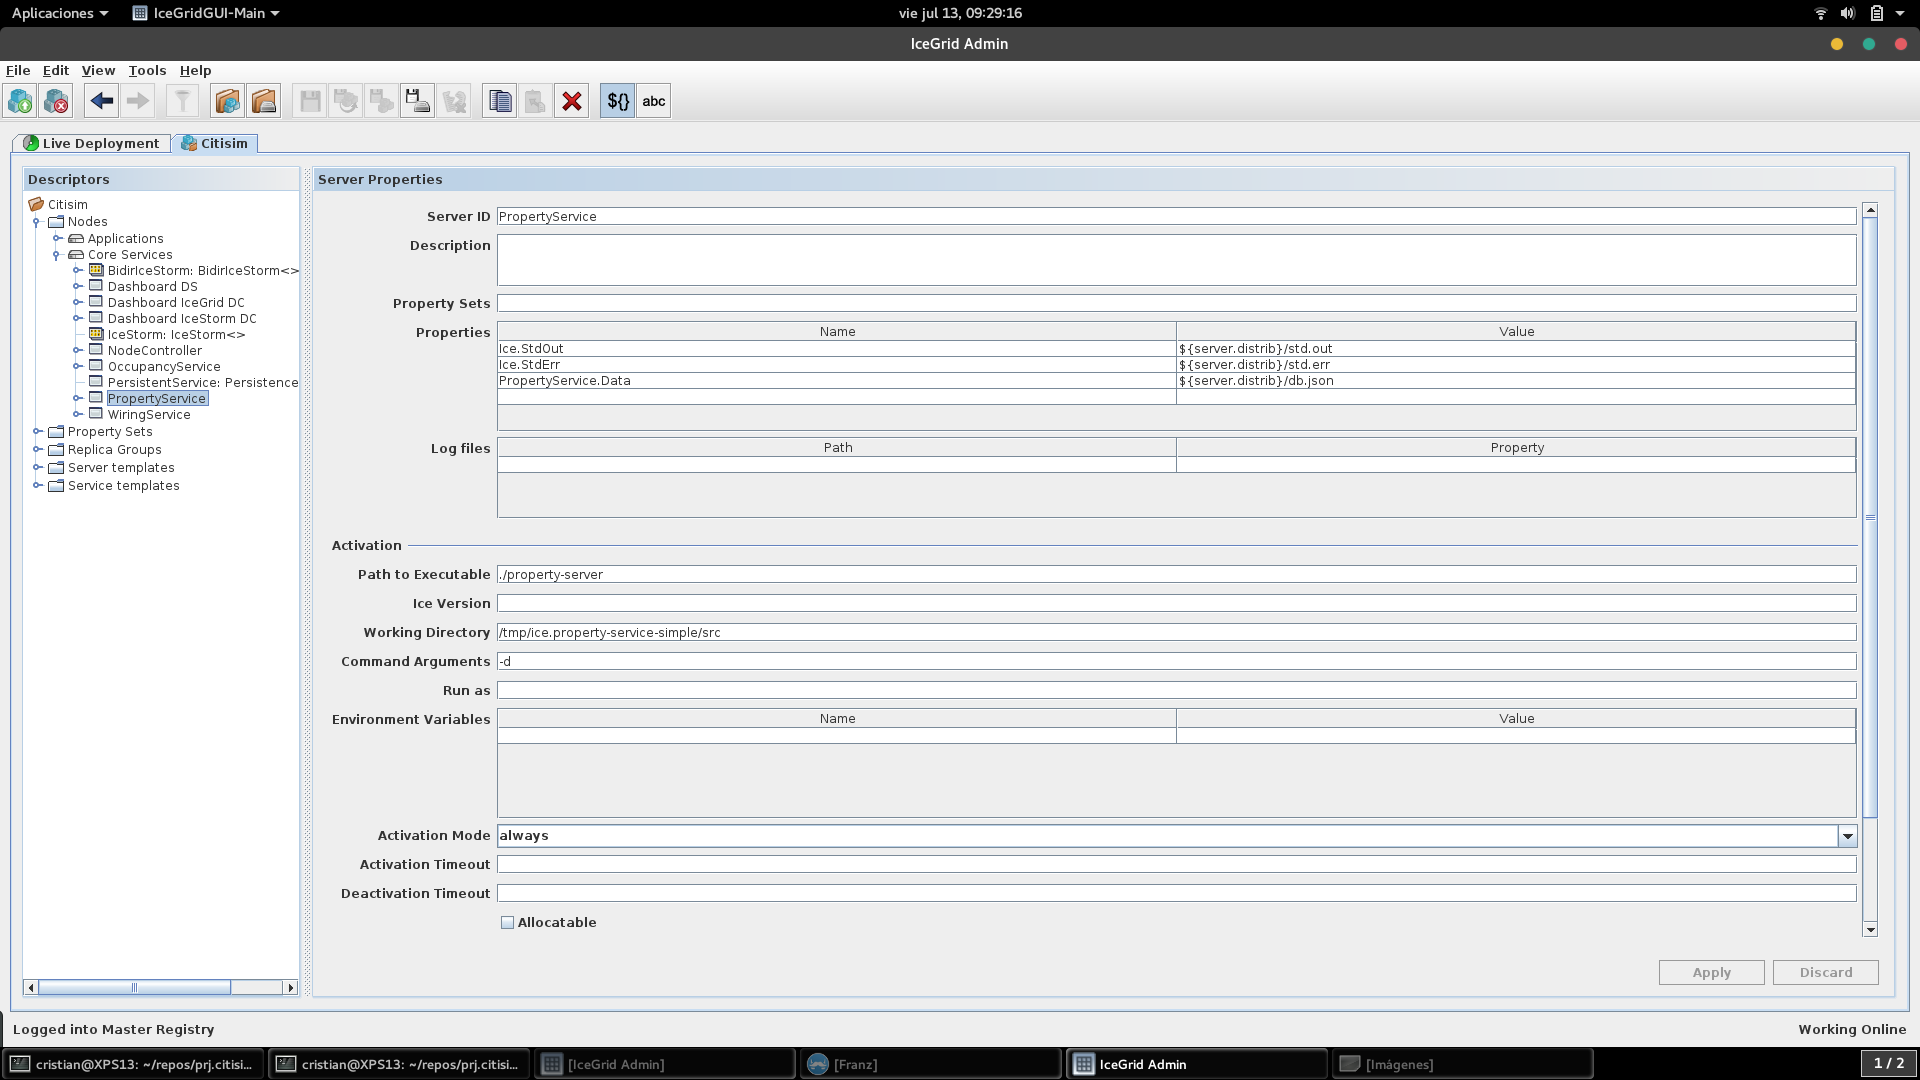 Aplicaciones IceGridGUI-Main vie jul 13, 09:29:16
IceGrid Admin
File Edit View Tools Help
${} abc
Live Deployment Citisim
Descriptors
Citisim
Nodes
Applications
Core Services
BidirIceStorm: BidirIceStorm<>
Dashboard DS
Dashboard IceGrid DC
Dashboard IceStorm DC
IceStorm: IceStorm<>
NodeController
OccupancyService
PersistentService: Persistence
PropertyService
WiringService
Property Sets
Replica Groups
Server templates
Service templates
Server Properties
Server ID PropertyService
Description
Property Sets
Properties Name Value
Ice.StdOut ${server.distrib}/std.out
Ice.StdErr ${server.distrib}/std.err
PropertyService.Data ${server.distrib}/db.json
Log files Path Property
Activation
Path to Executable ./property-server
Ice Version
Working Directory /tmp/ice.property-service-simple/src
Command Arguments -d
Run as
Environment Variables Name Value
Activation Mode always
Activation Timeout
Deactivation Timeout
Allocatable
Apply Discard
Logged into Master Registry Working Online
cristian@XPS13: ~/repos/prj.citisi... cristian@XPS13: ~/repos/prj.citisi... [IceGrid Admin] [Franz] IceGrid Admin [Imágenes] 1 / 2